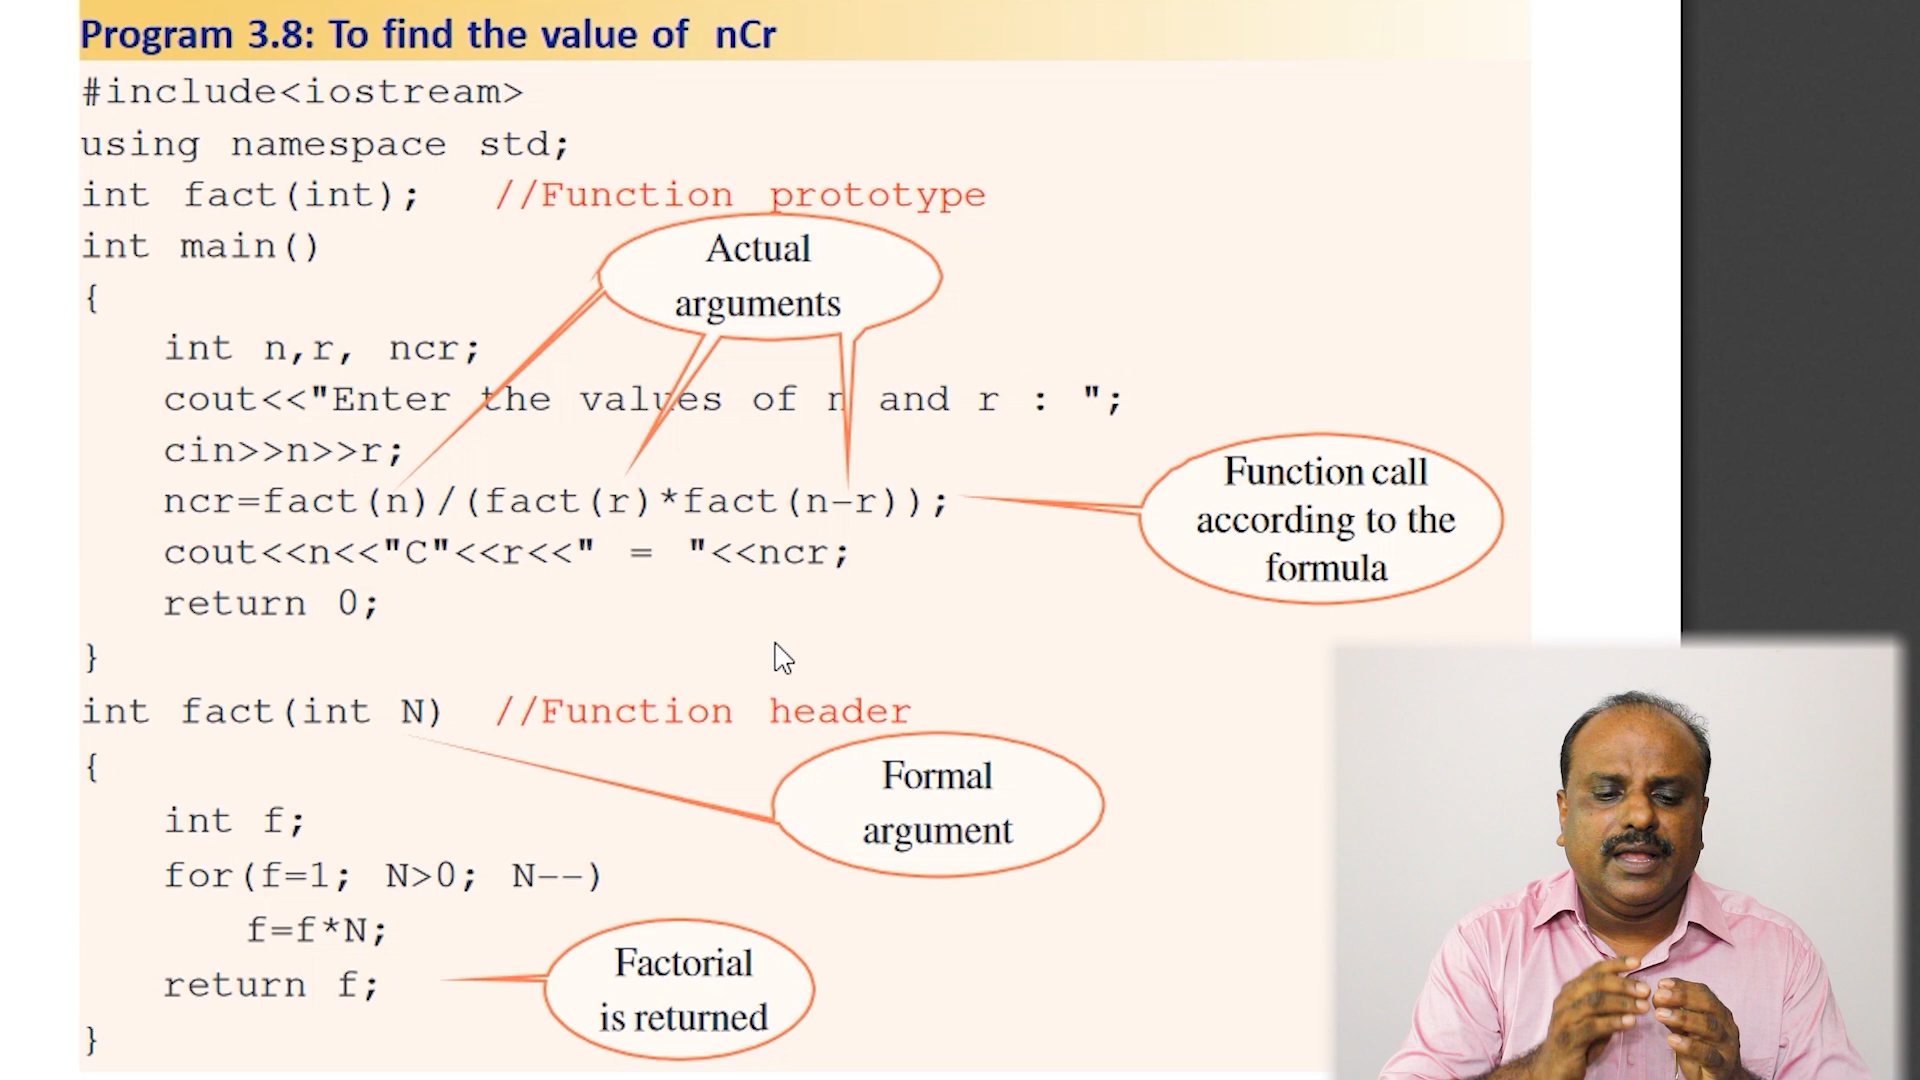 Program 3.8: To find the value of nCr
#include<iostream>
using namespace std;
int fact(int); //Function prototype
int main()
{
int n,r, ncr;
cout<<"Enter the values of n and r : ";
cin>>n>>r;
ncr=fact(n)/(fact(r)*fact(n-r));
cout<<n<<"C"<<r<<" = "<<ncr;
return 0;
}
int fact(int N) //Function header
{
int f;
for(f=1; N>0; N--)
f=f*N;
return f;
}
Actual
arguments
Function call
according to the
formula
Formal
argument
Factorial
is returned